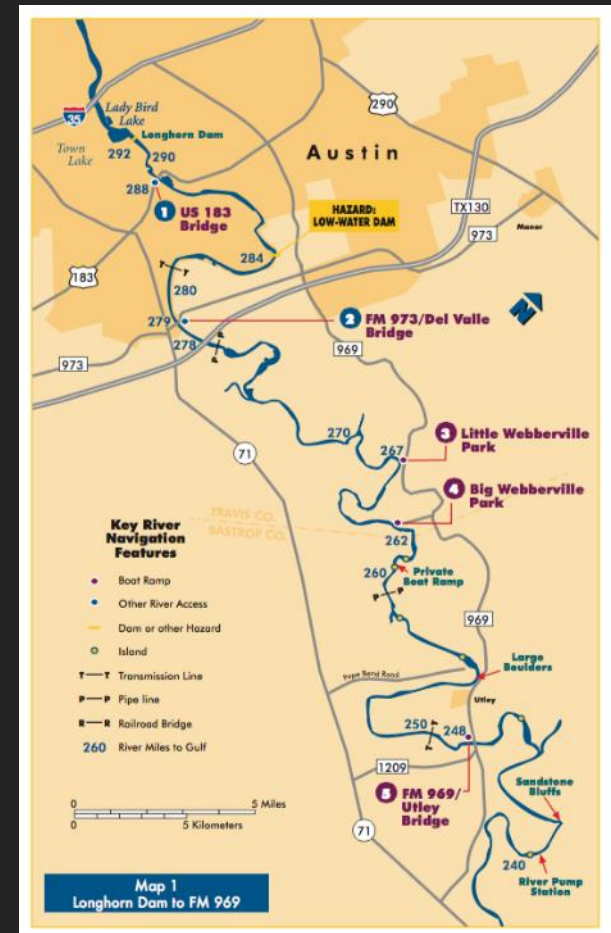 290
35
Lady Bird
Lake
Longhorn Dam
Town
Lake
292
290
Austin
288
1 US 183
Bridge
HAZARD:
LOW-WATER DAM
TX130
973
Manor
183
T
T
284
280
279
2 FM 973/Del Valle
Bridge
278
973
969
N
71
270
267
3 Little Webberville
Park
4 Big Webberville
Park
TRAVIS CO.
BASTROP CO.
262
260
Private
Boat Ramp
P P
969
Key River
Navigation
Features
Boat Ramp
Other River Access
Dam or other Hazard
Island
T T Transmission Line
P P Pipe line
R R Railroad Bridge
260 River Miles to Gulf
Large
Boulders
Pope Bend Road
Utley
250
T
T
248
1209
5 FM 969/
Utley
Bridge
Sandstone
Bluffs
0 5 Miles
0 5 Kilometers
71
240
River Pump
Station
Map 1
Longhorn Dam to FM 969